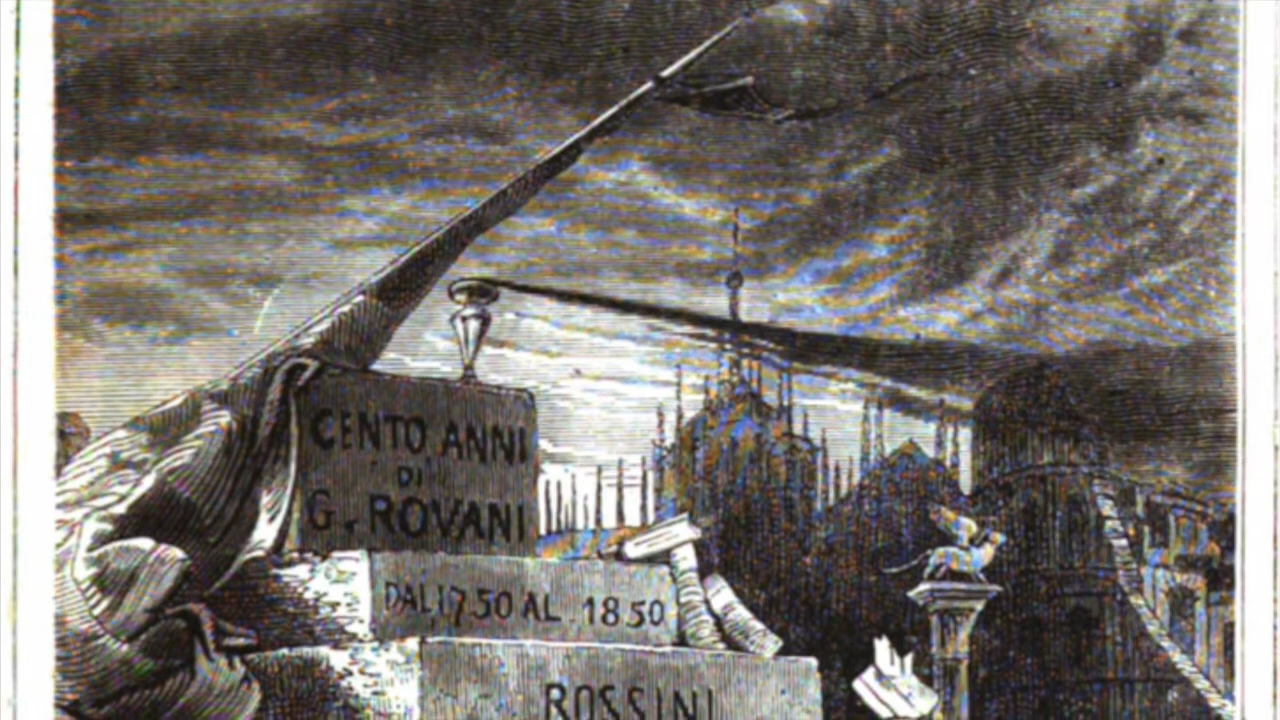 CENTO ANNI
DI
G. ROVANI
DAL 1750 AL 1850
ROSSINI